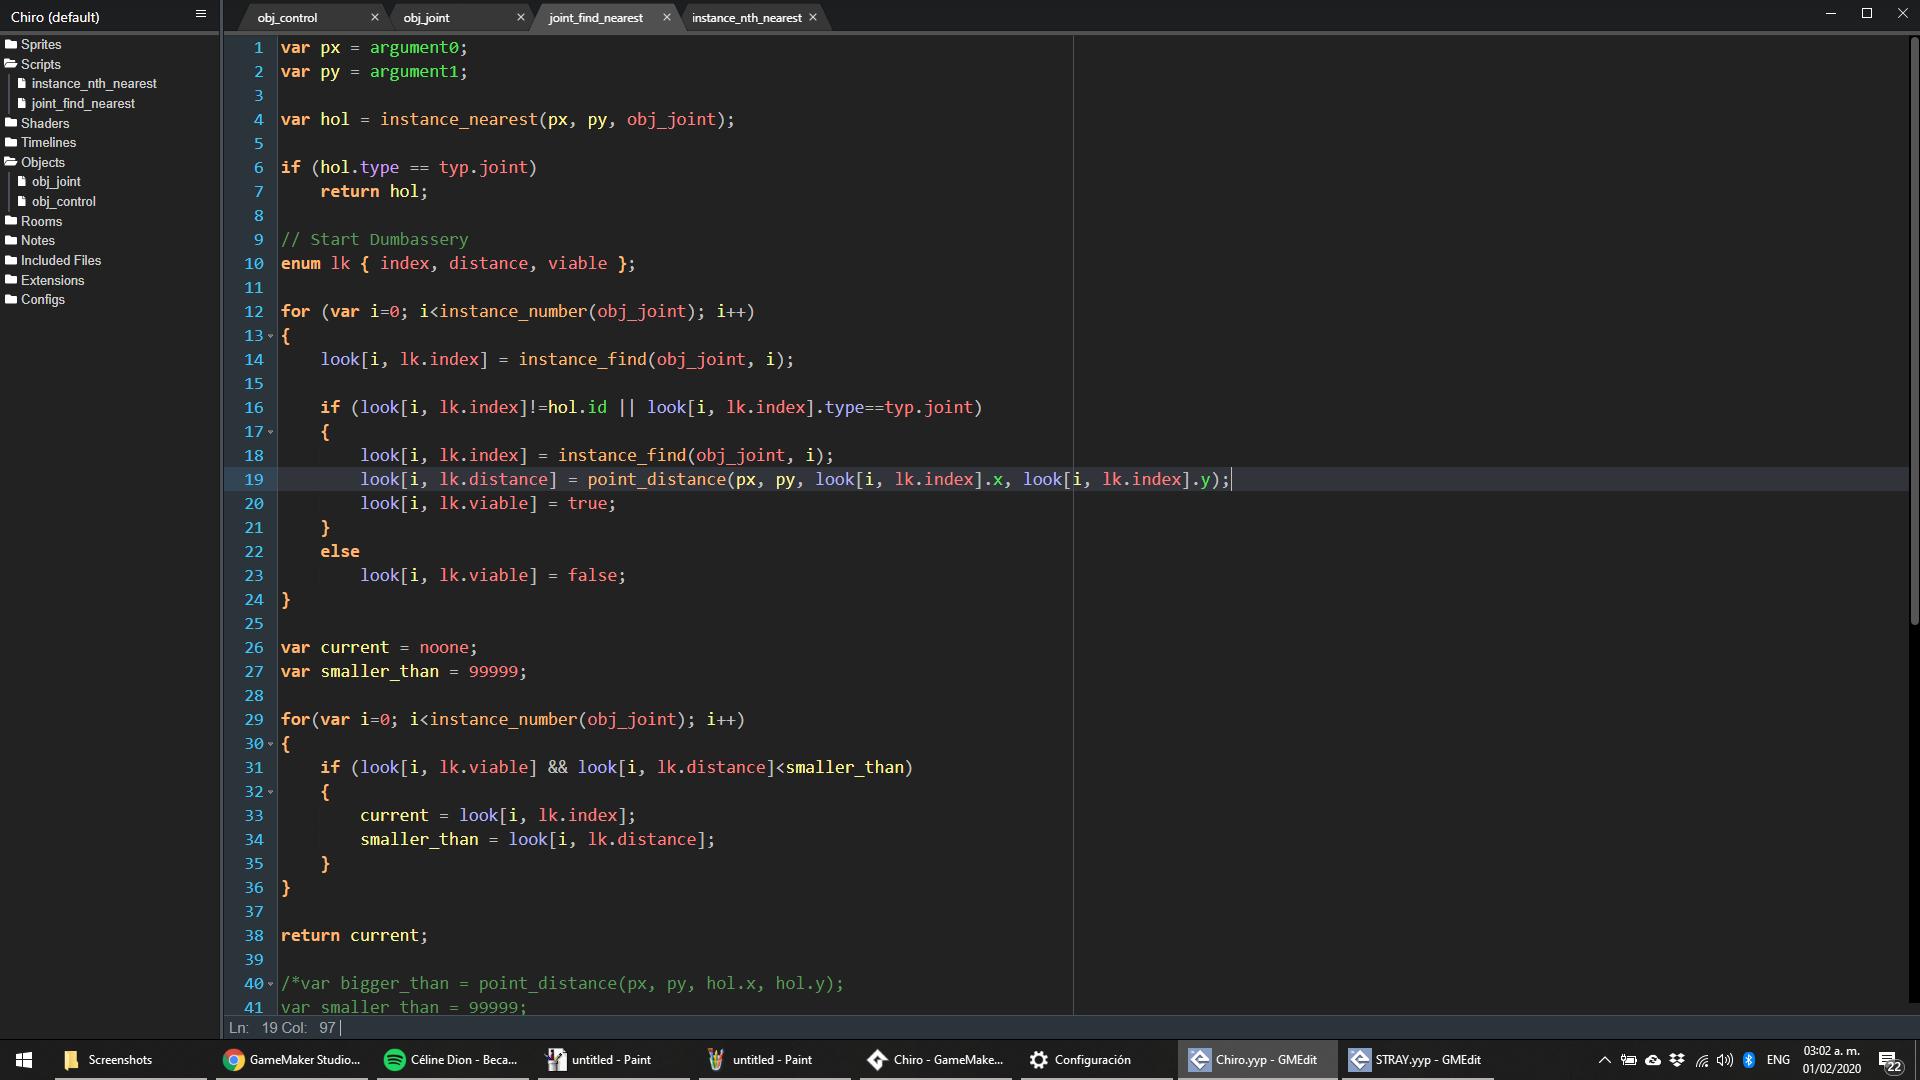 Chiro (default)
obj_control
obj_joint
joint_find_nearest
instance_nth_nearest
Sprites
Scripts
instance_nth_nearest
joint_find_nearest
Shaders
Timelines
Objects
obj_joint
obj_control
Rooms
Notes
Included Files
Extensions
Configs
1 var px = argument0;
2 var py = argument1;
3
4 var hol = instance_nearest(px, py, obj_joint);
5
6 if (hol.type == typ.joint)
7     return hol;
8
9 // Start Dumbassery
10 enum lk { index, distance, viable };
11
12 for (var i=0; i<instance_number(obj_joint); i++)
13 {
14     look[i, lk.index] = instance_find(obj_joint, i);
15
16     if (look[i, lk.index]!=hol.id || look[i, lk.index].type==typ.joint)
17     {
18         look[i, lk.index] = instance_find(obj_joint, i);
19         look[i, lk.distance] = point_distance(px, py, look[i, lk.index].x, look[i, lk.index].y);
20         look[i, lk.viable] = true;
21     }
22     else
23         look[i, lk.viable] = false;
24 }
25
26 var current = noone;
27 var smaller_than = 99999;
28
29 for(var i=0; i<instance_number(obj_joint); i++)
30 {
31     if (look[i, lk.viable] && look[i, lk.distance]<smaller_than)
32     {
33         current = look[i, lk.index];
34         smaller_than = look[i, lk.distance];
35     }
36 }
37
38 return current;
39
40 /*var bigger_than = point_distance(px, py, hol.x, hol.y);
41 var smaller_than = 99999;
Ln: 19 Col: 97
Screenshots
GameMaker Studio...
Céline Dion - Beca...
untitled - Paint
untitled - Paint
Chiro - GameMake...
Configuración
Chiro.yyp - GMEdit
STRAY.yyp - GMEdit
ENG
03:02 a. m.
01/02/2020
22